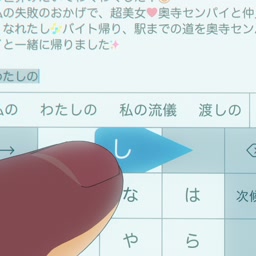 の失敗のおかげで、超美女❤奥寺センパイと仲
なれたし🌟バイト帰り、駅までの道を奥寺セン
と一緒に帰りました✨
わたしの
の わたしの 私の流儀 渡しの
→ し
な は 次候
や ら